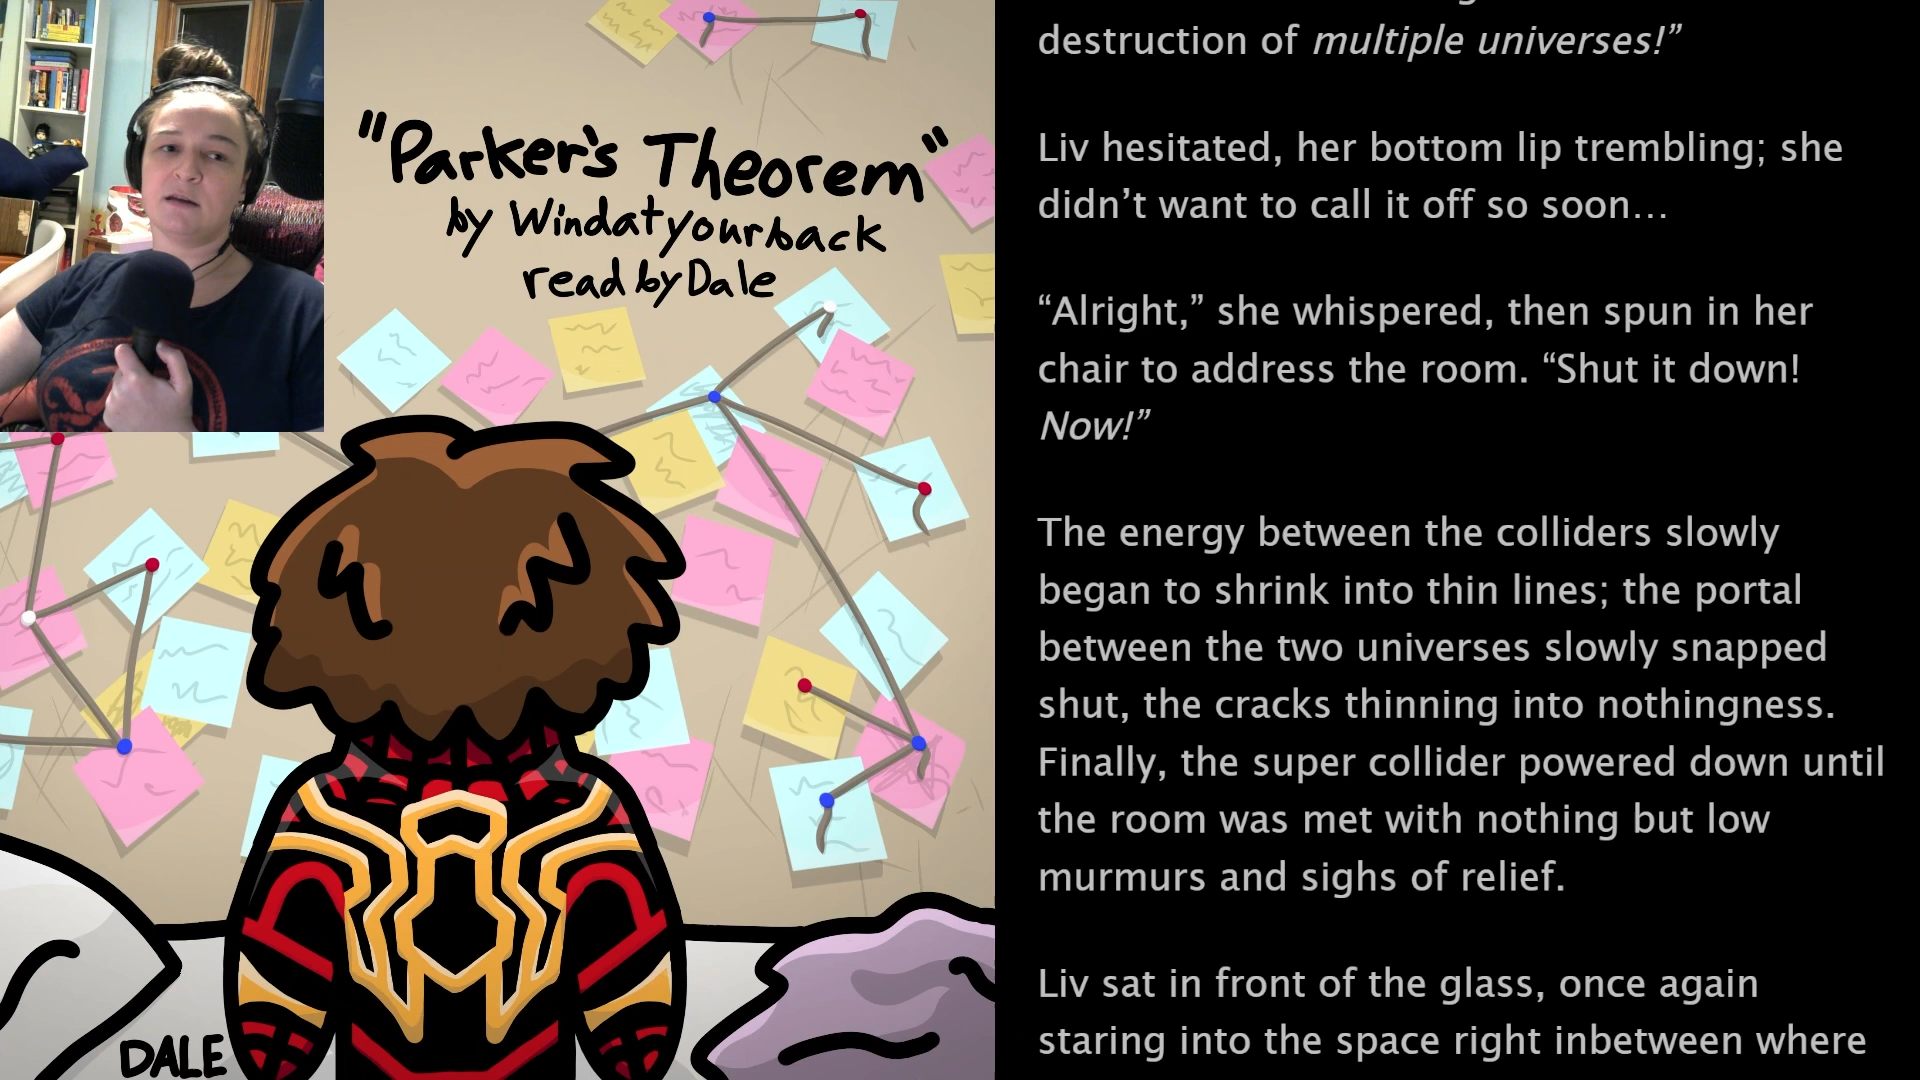 "Parker's Theorem"
by Windatyourback
read by Dale
DALE
destruction of multiple universes!”
Liv hesitated, her bottom lip trembling; she
didn’t want to call it off so soon…
“Alright,” she whispered, then spun in her
chair to address the room. “Shut it down!
Now!”
The energy between the colliders slowly
began to shrink into thin lines; the portal
between the two universes slowly snapped
shut, the cracks thinning into nothingness.
Finally, the super collider powered down until
the room was met with nothing but low
murmurs and sighs of relief.
Liv sat in front of the glass, once again
staring into the space right inbetween where